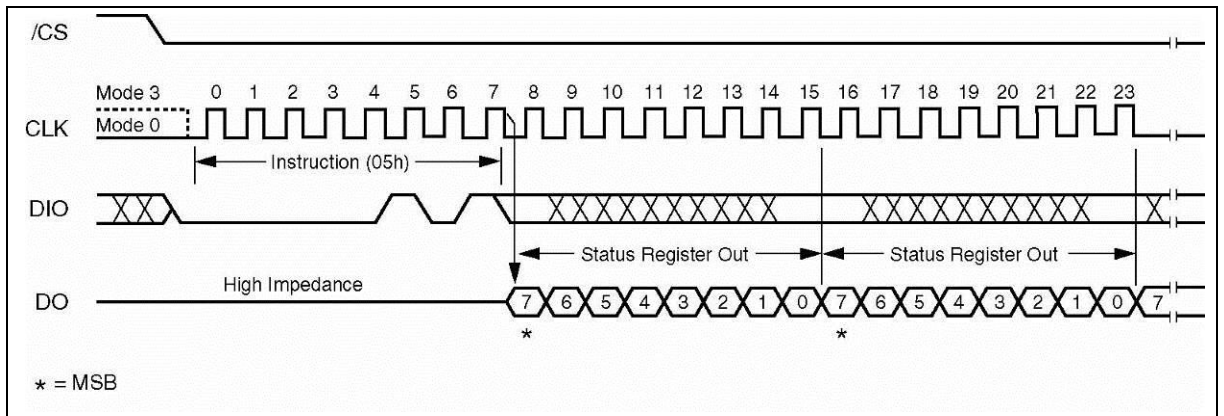 /CS
Mode 3 0 1 2 3 4 5 6 7 8 9 10 11 12 13 14 15 16 17 18 19 20 21 22 23
CLK Mode 0
Instruction (05h)
DIO
Status Register Out Status Register Out
High Impedance
DO 7 6 5 4 3 2 1 0 7 6 5 4 3 2 1 0 7
* *
* = MSB